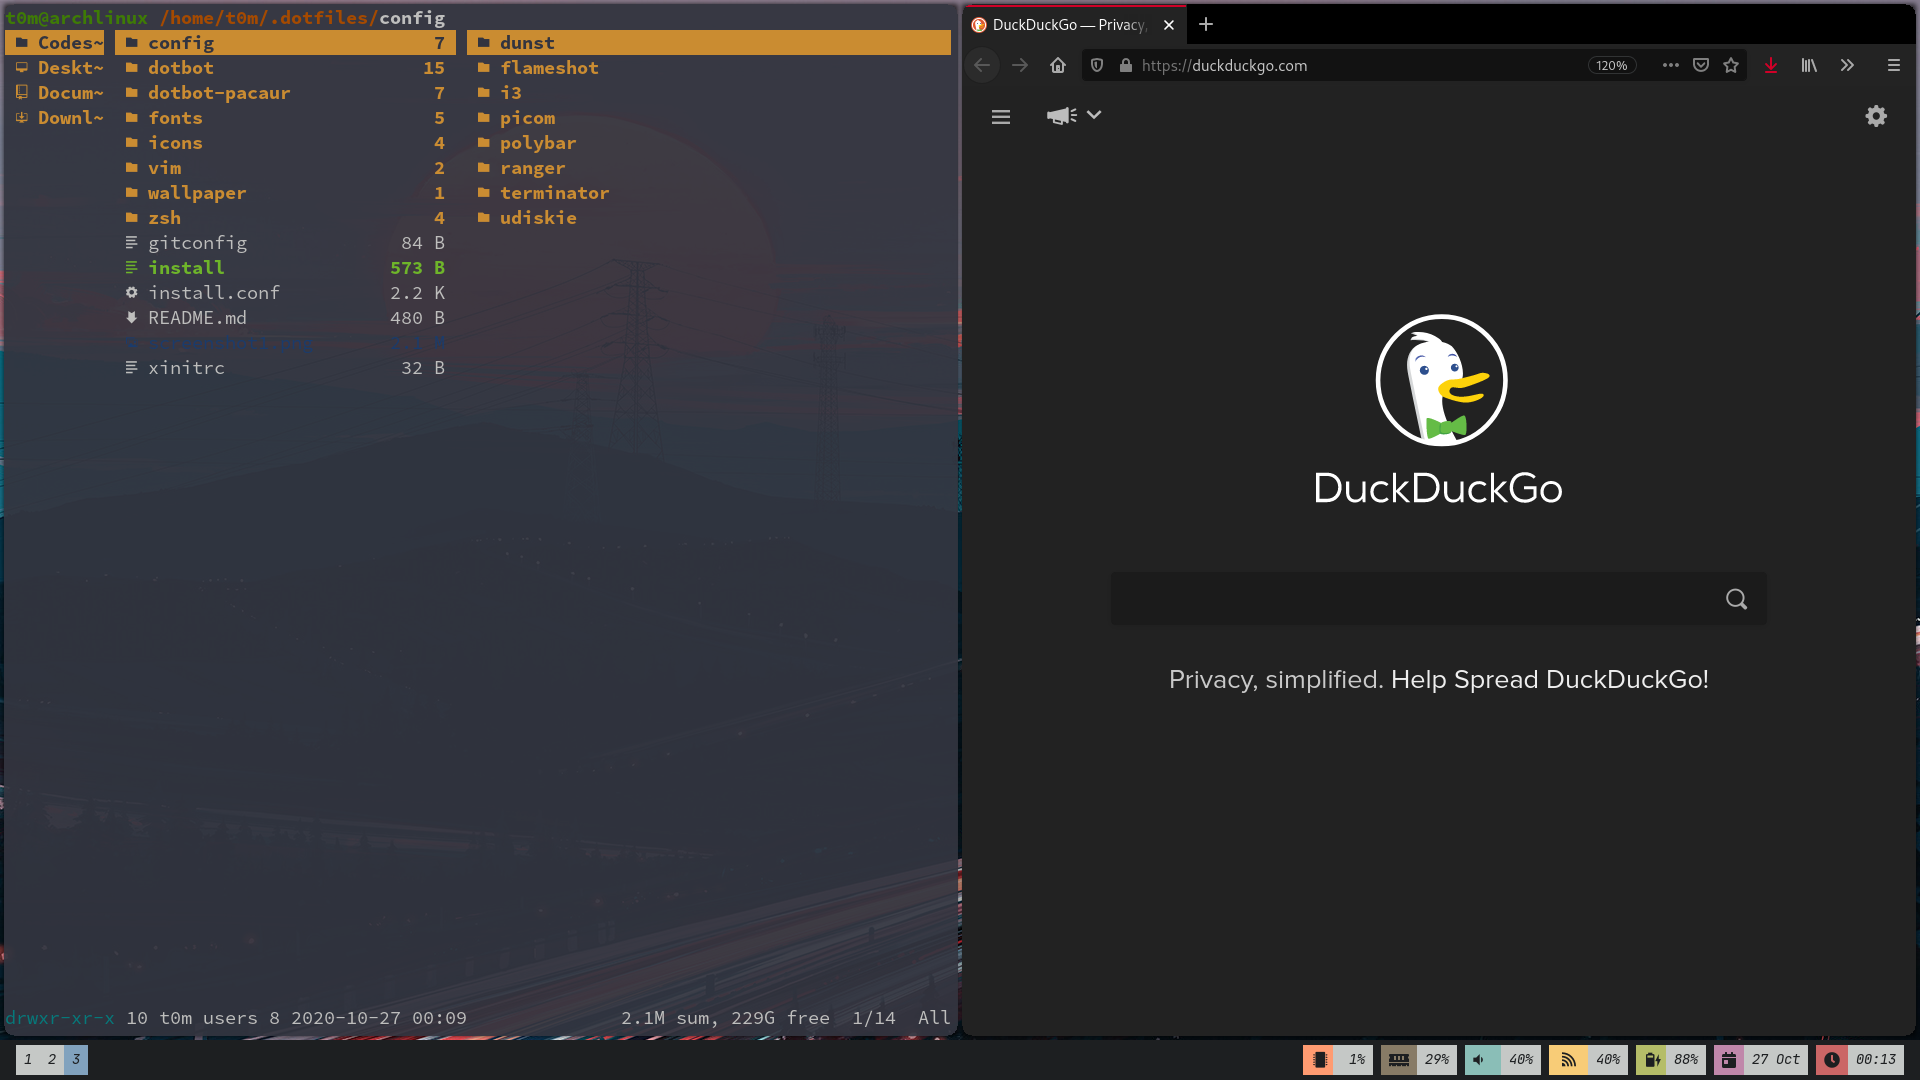 t0m@archlinux /home/t0m/.dotfiles/config
Codes~ config 7 dunst
Deskt~ dotbot 15 flameshot
Docum~ dotbot-pacaur 7 i3
Downl~ fonts 5 picom
icons 4 polybar
vim 2 ranger
wallpaper 1 terminator
zsh 4 udiskie
gitconfig 84 B
install 573 B
install.conf 2.2 K
README.md 480 B
xinitrc 32 B
drwxr-xr-x 10 t0m users 8 2020-10-27 00:09 2.1M sum, 229G free 1/14 All
DuckDuckGo — Privacy,
https://duckduckgo.com 120%
DuckDuckGo
Privacy, simplified. Help Spread DuckDuckGo!
1 2 3 1% 29% 40% 40% 88% 27 Oct 00:13